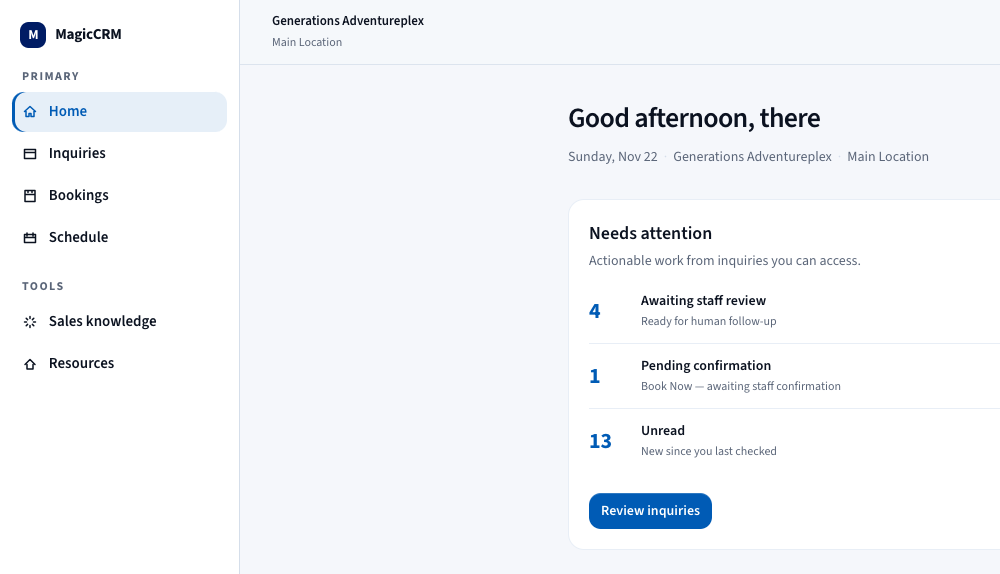 M MagicCRM
PRIMARY
Home
Inquiries
Bookings
Schedule
TOOLS
Sales knowledge
Resources
Generations Adventureplex
Main Location
Good afternoon, there
Sunday, Nov 22 · Generations Adventureplex · Main Location
Needs attention
Actionable work from inquiries you can access.
4
Awaiting staff review
Ready for human follow-up
1
Pending confirmation
Book Now — awaiting staff confirmation
13
Unread
New since you last checked
Review inquiries